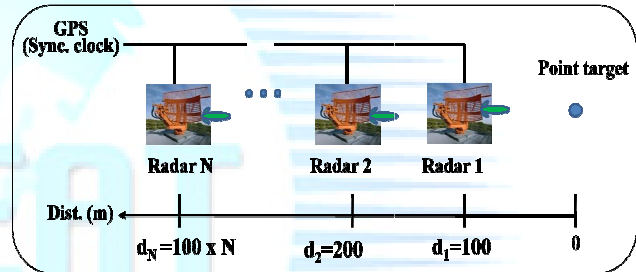 GPS
(Sync. clock)
Point target
Radar N
Radar 2
Radar 1
Dist. (m)
d_N=100 x N
d_2=200
d_1=100
0